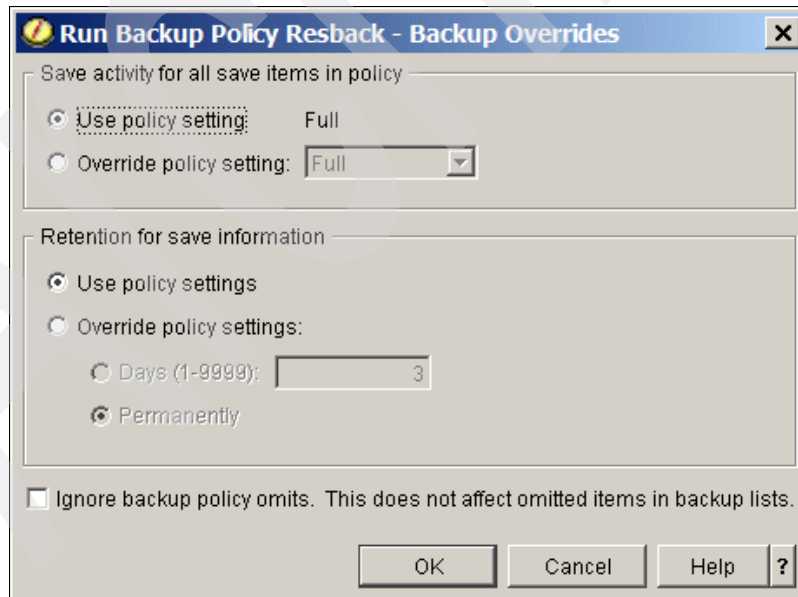 Run Backup Policy Resback - Backup Overrides
Save activity for all save items in policy
Use policy setting Full
Override policy setting: Full
Retention for save information
Use policy settings
Override policy settings:
Days (1-9999): 3
Permanently
Ignore backup policy omits. This does not affect omitted items in backup lists.
OK Cancel Help ?